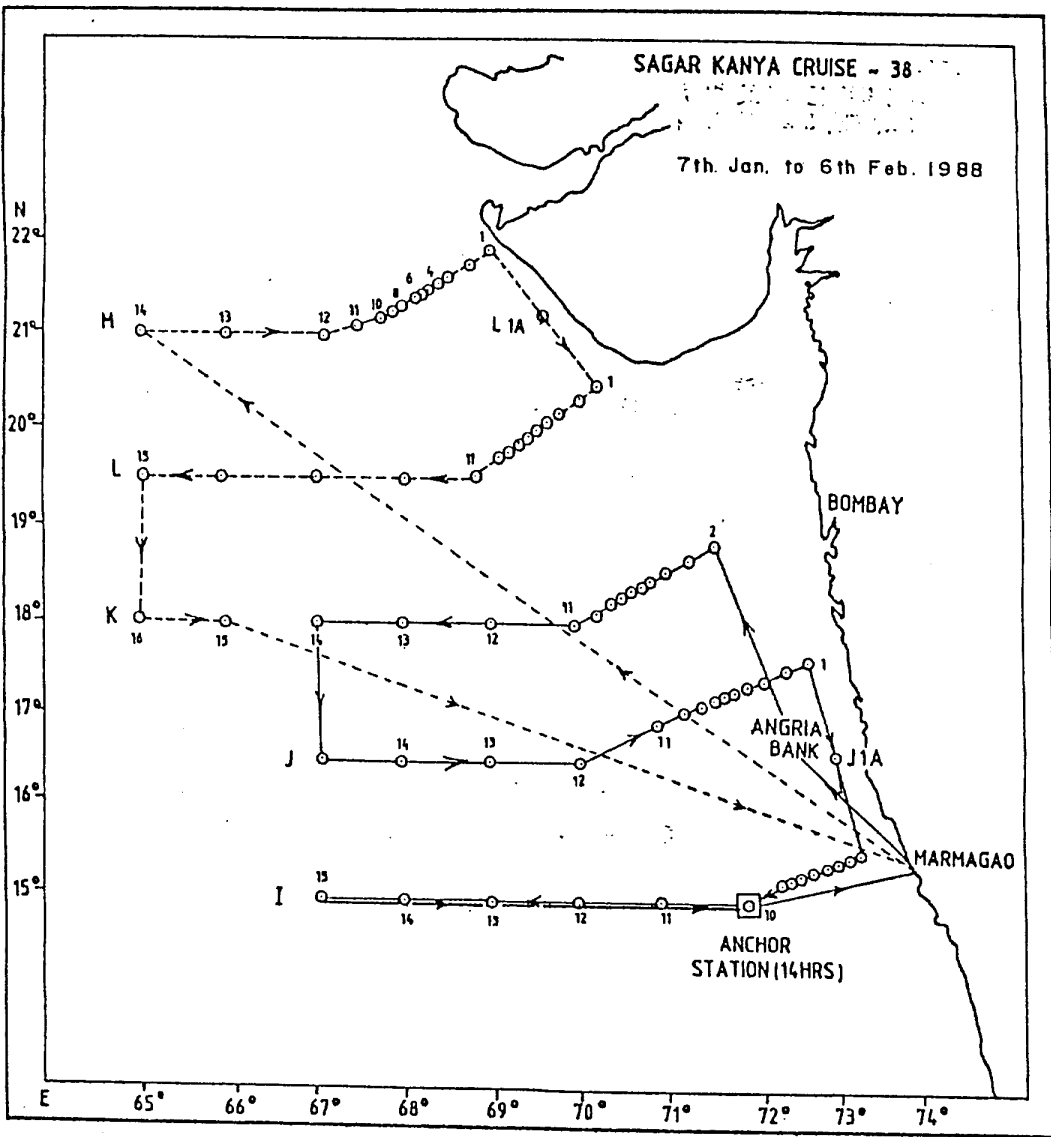 SAGAR KANYA CRUISE - 38
7th. Jan. to 6th Feb. 1988
N
22°
21°
20°
19°
18°
17°
16°
15°
H
14
13
12
11
10
8
6
4
1
L 1A
1
L
15
11
BOMBAY
2
K
16
15
14
13
12
11
1
ANGRIA
BANK
J1A
J
14
13
12
11
MARMAGAO
I
15
14
13
12
11
10
ANCHOR
STATION (14HRS)
E
65°
66°
67°
68°
69°
70°
71°
72°
73°
74°